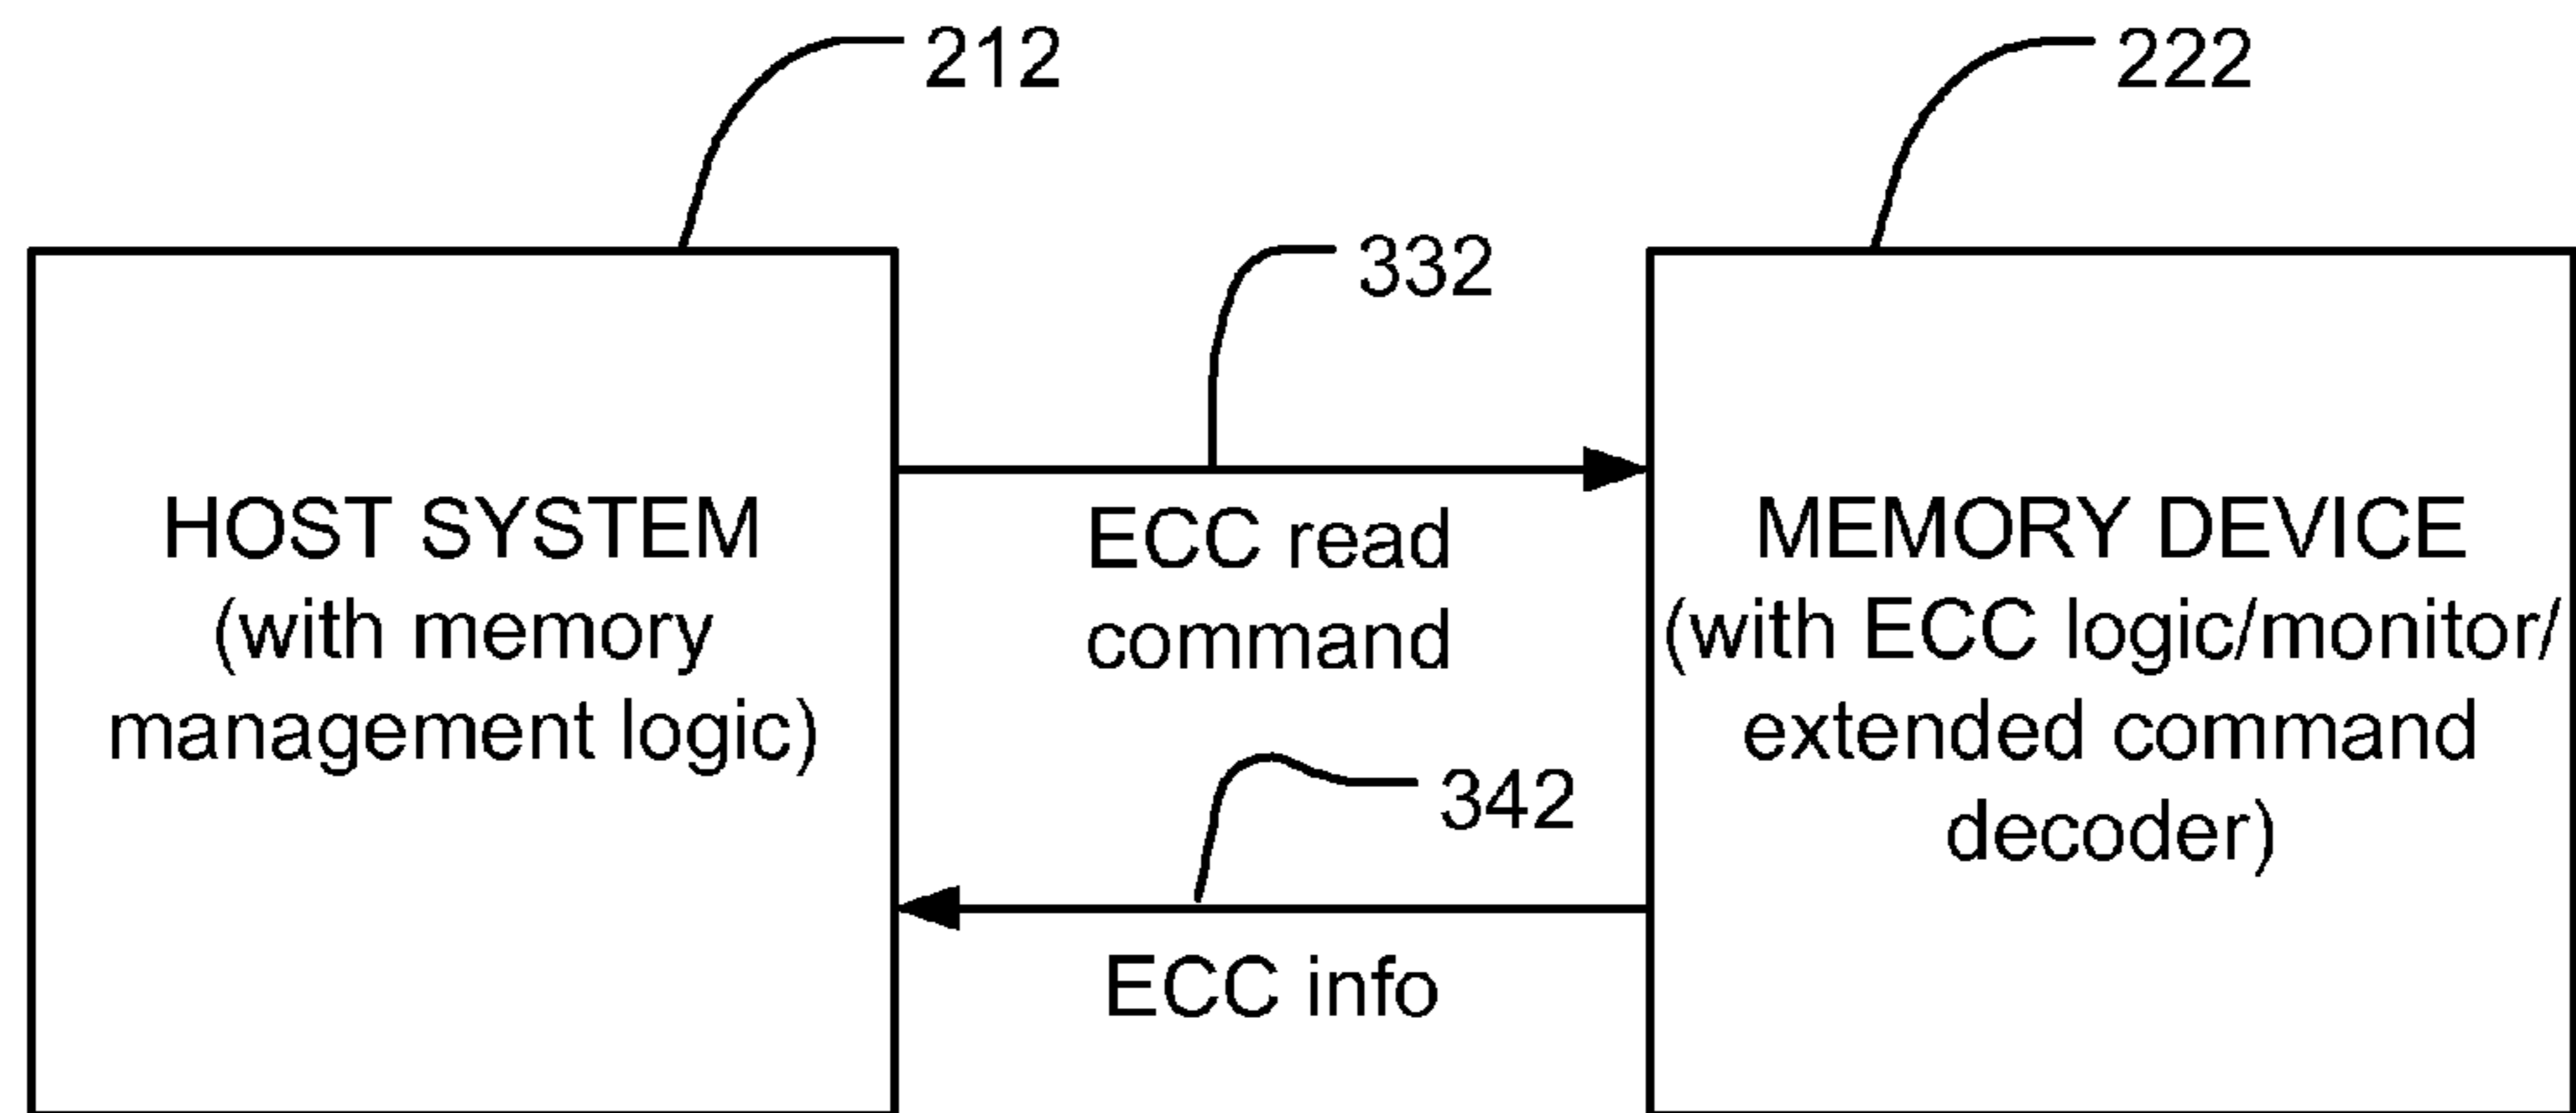 212
222
332
HOST SYSTEM
(with memory
management logic)
ECC read
command
MEMORY DEVICE
(with ECC logic/monitor/
extended command
decoder)
342
ECC info